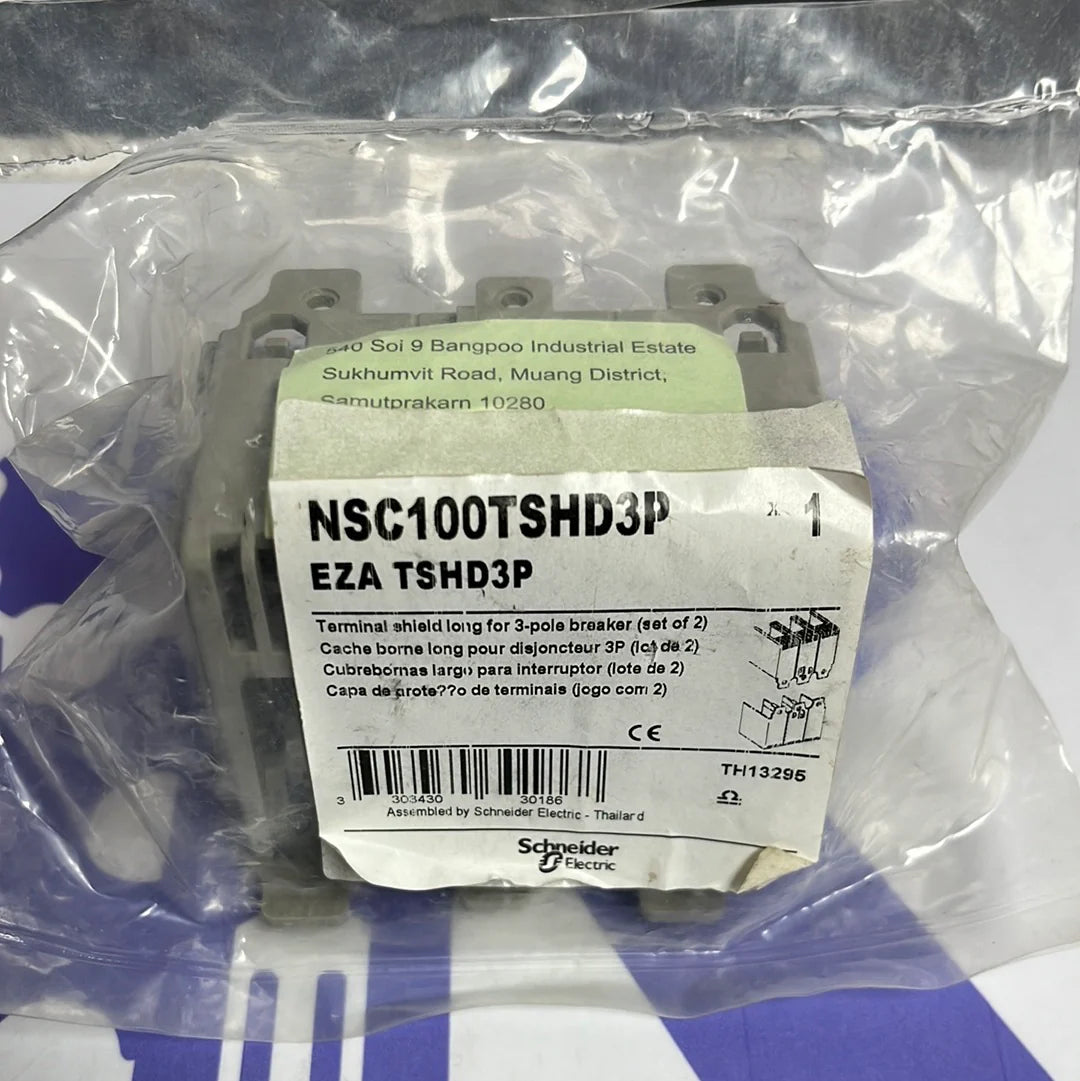 840 Soi 9 Bangpoo Industrial Estate
Sukhumvit Road, Muang District,
Samutprakarn 10280
NSC100TSHD3P x 1
EZA TSHD3P
Terminal shield long for 3-pole breaker (set of 2)
Cache borne long pour disjoncteur 3P (lot de 2)
Cubrebornas largo para interruptor (lote de 2)
Capa de prote??o de terminais (jogo com 2)
CE
TH13295
3 303430 30186
Assembled by Schneider Electric - Thailand
Schneider
Electric